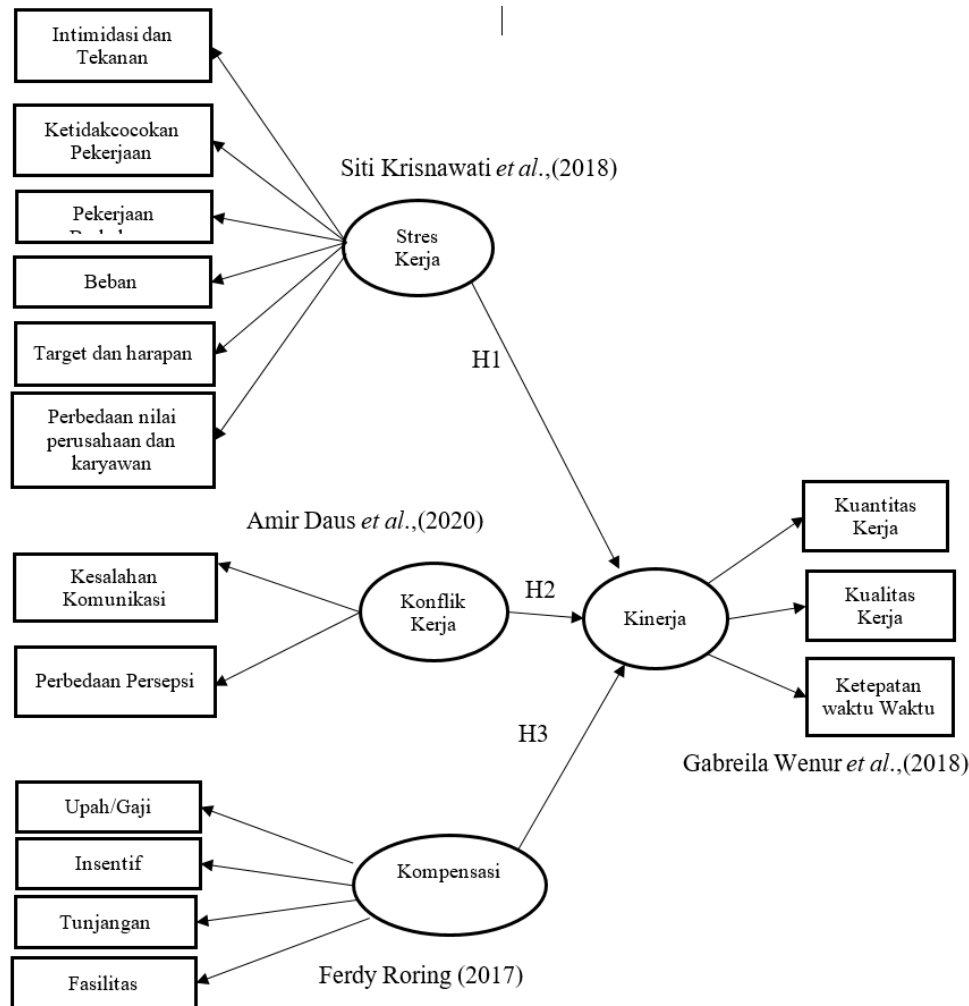 Intimidasi dan
Tekanan
Ketidakcocokan
Pekerjaan
Siti Krisnawati et al.,(2018)
Pekerjaan
Stres
Kerja
Beban
Target dan harapan
H1
Perbedaan nilai
perusahaan dan
karyawan
Amir Daus et al.,(2020)
Kuantitas
Kerja
Kesalahan
Komunikasi
Konflik
Kerja
H2
Kinerja
Kualitas
Kerja
Perbedaan Persepsi
Ketepatan
waktu Waktu
H3
Gabreila Wenur et al.,(2018)
Upah/Gaji
Insentif
Kompensasi
Tunjangan
Fasilitas
Ferdy Roring (2017)